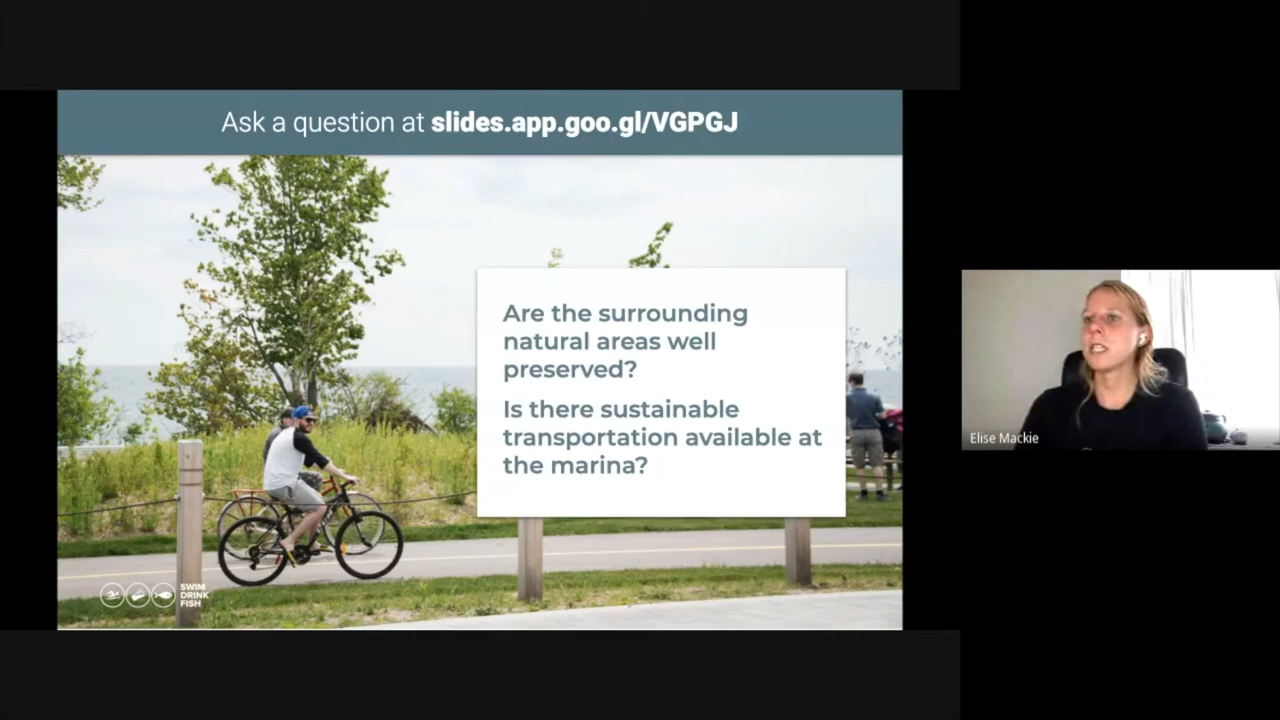 Ask a question at slides.app.goo.gl/VGPGJ
Are the surrounding
natural areas well
preserved?
Is there sustainable
transportation available at
the marina?
Elise Mackie
SWIM
DRINK
FISH